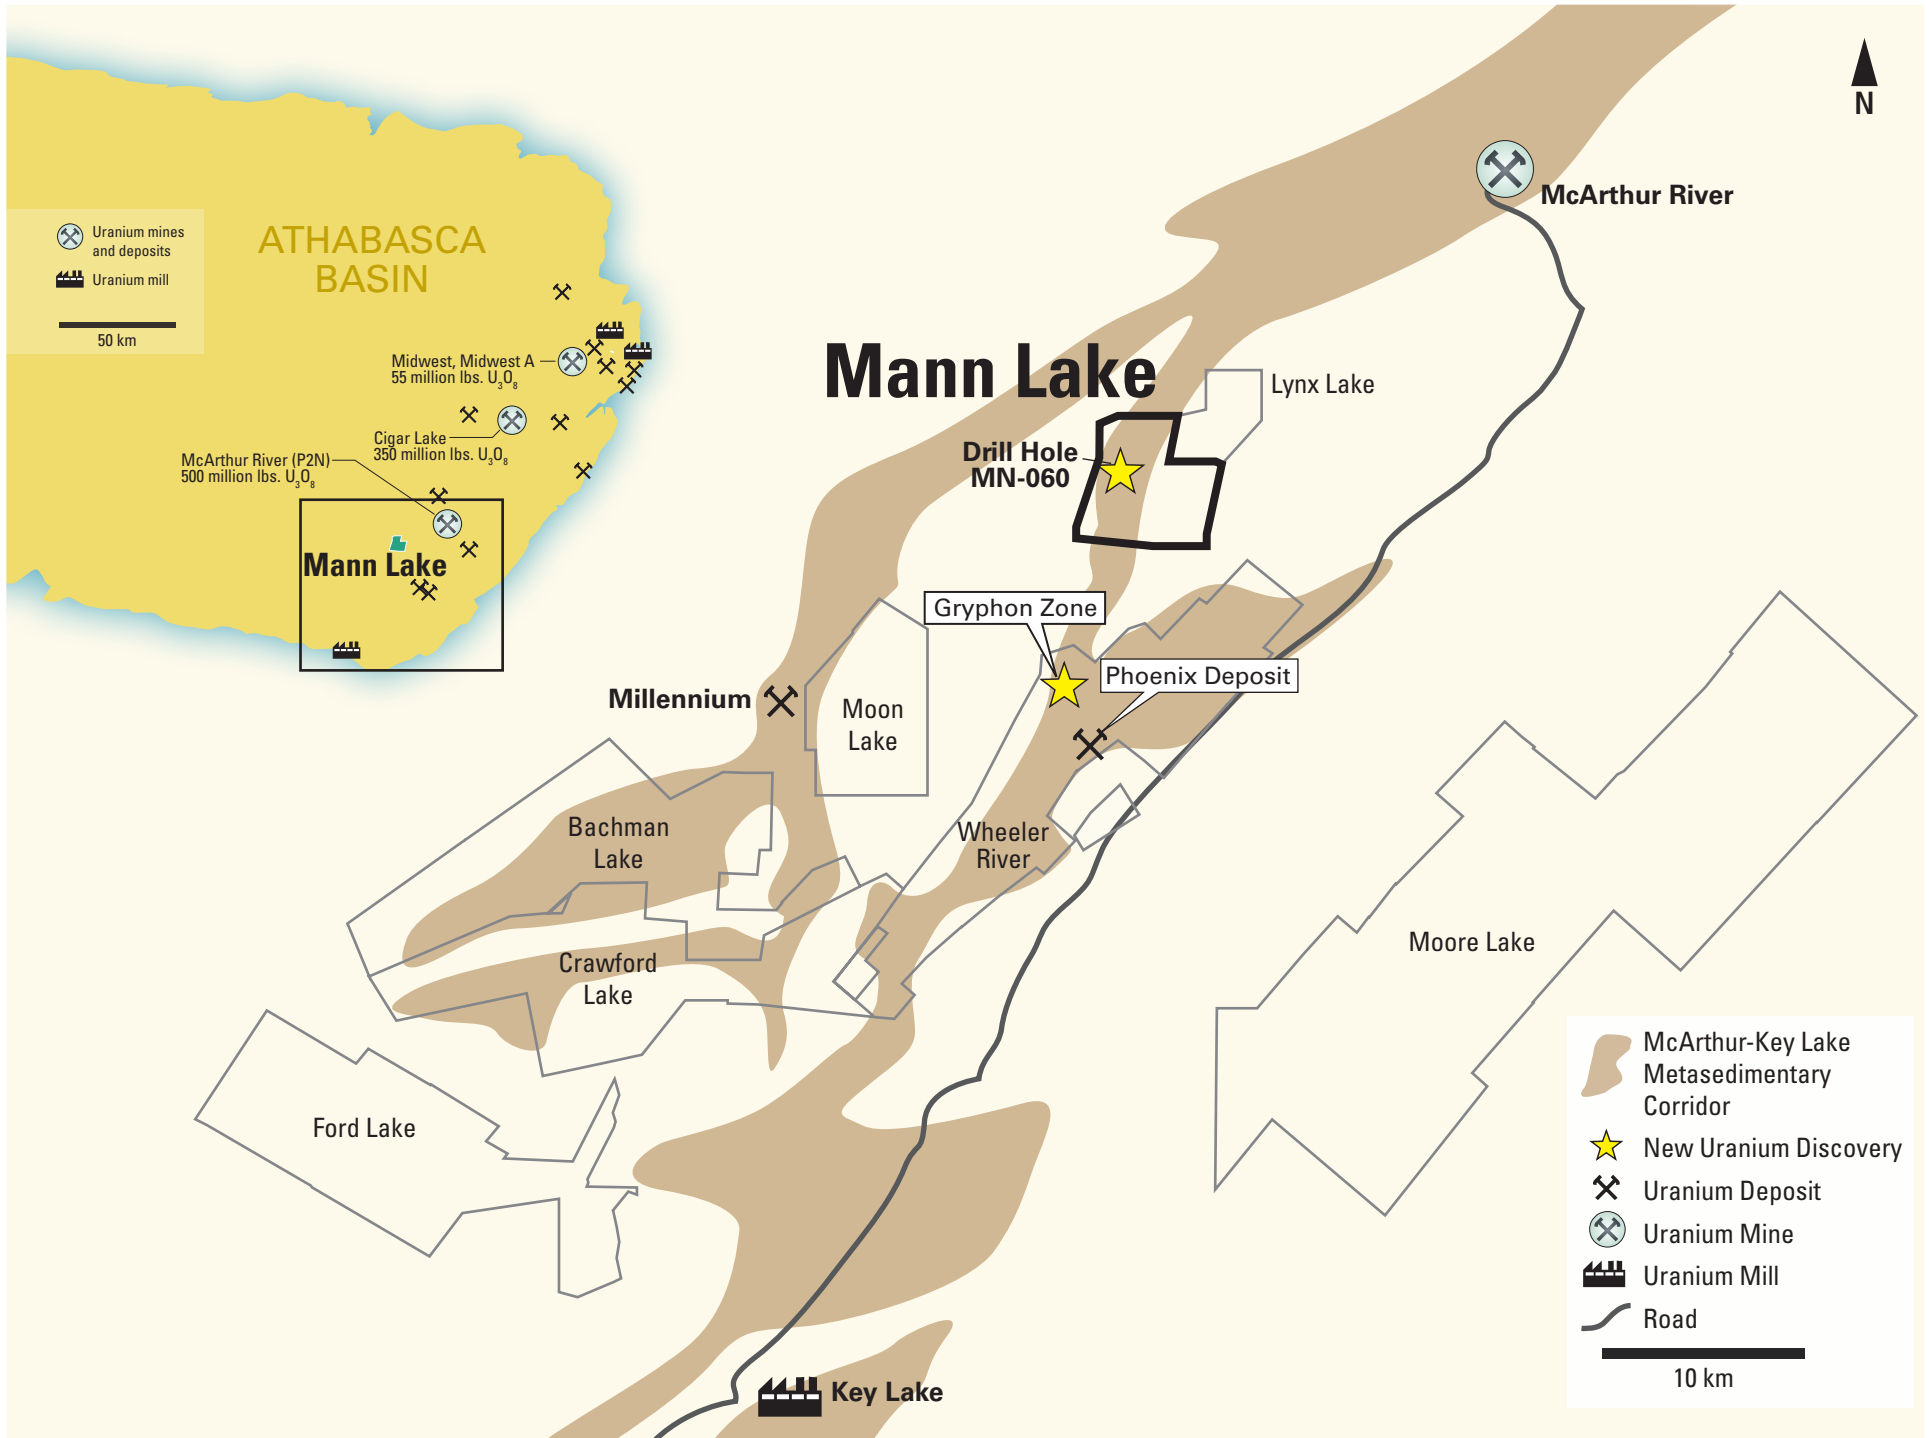 Uranium mines
and deposits
Uranium mill
50 km
ATHABASCA
BASIN
Midwest, Midwest A
55 million lbs. U3O8
Cigar Lake
350 million lbs. U3O8
McArthur River (P2N)
500 million lbs. U3O8
Mann Lake
N
McArthur River
Mann Lake
Lynx Lake
Drill Hole
MN-060
Gryphon Zone
Phoenix Deposit
Millennium
Moon
Lake
Bachman
Lake
Wheeler
River
Crawford
Lake
Moore Lake
Ford Lake
Key Lake
McArthur-Key Lake
Metasedimentary
Corridor
New Uranium Discovery
Uranium Deposit
Uranium Mine
Uranium Mill
Road
10 km